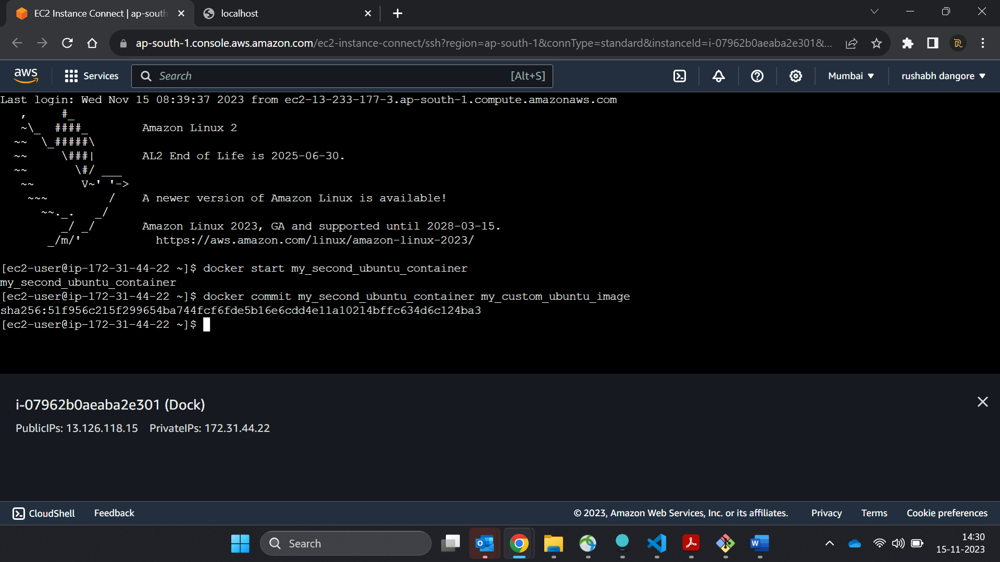 EC2 Instance Connect | ap-south
localhost
ap-south-1.console.aws.amazon.com/ec2-instance-connect/ssh?region=ap-south-1&connType=standard&instanceId=i-07962b0aeaba2e301&...
R
aws
Services
Search
[Alt+S]
Mumbai
rushabh dangore
Last login: Wed Nov 15 08:39:37 2023 from ec2-13-233-177-3.ap-south-1.compute.amazonaws.com
   ,     #_
   ~\_  ####_        Amazon Linux 2
  ~~  \_#####\
  ~~     \###|       AL2 End of Life is 2025-06-30.
  ~~       \#/ ___
   ~~       V~' '->
    ~~~         /    A newer version of Amazon Linux is available!
      ~~._.   _/
         _/ _/       Amazon Linux 2023, GA and supported until 2028-03-15.
       _/m/'           https://aws.amazon.com/linux/amazon-linux-2023/
[ec2-user@ip-172-31-44-22 ~]$ docker start my_second_ubuntu_container
my_second_ubuntu_container
[ec2-user@ip-172-31-44-22 ~]$ docker commit my_second_ubuntu_container my_custom_ubuntu_image
sha256:51f956c215f299654ba744fcf6fde5b16e6cdd4e11a10214bffc634d6c124ba3
[ec2-user@ip-172-31-44-22 ~]$
i-07962b0aeaba2e301 (Dock)
PublicIPs: 13.126.118.15 PrivateIPs: 172.31.44.22
CloudShell
Feedback
© 2023, Amazon Web Services, Inc. or its affiliates.
Privacy
Terms
Cookie preferences
Search
14:30
15-11-2023